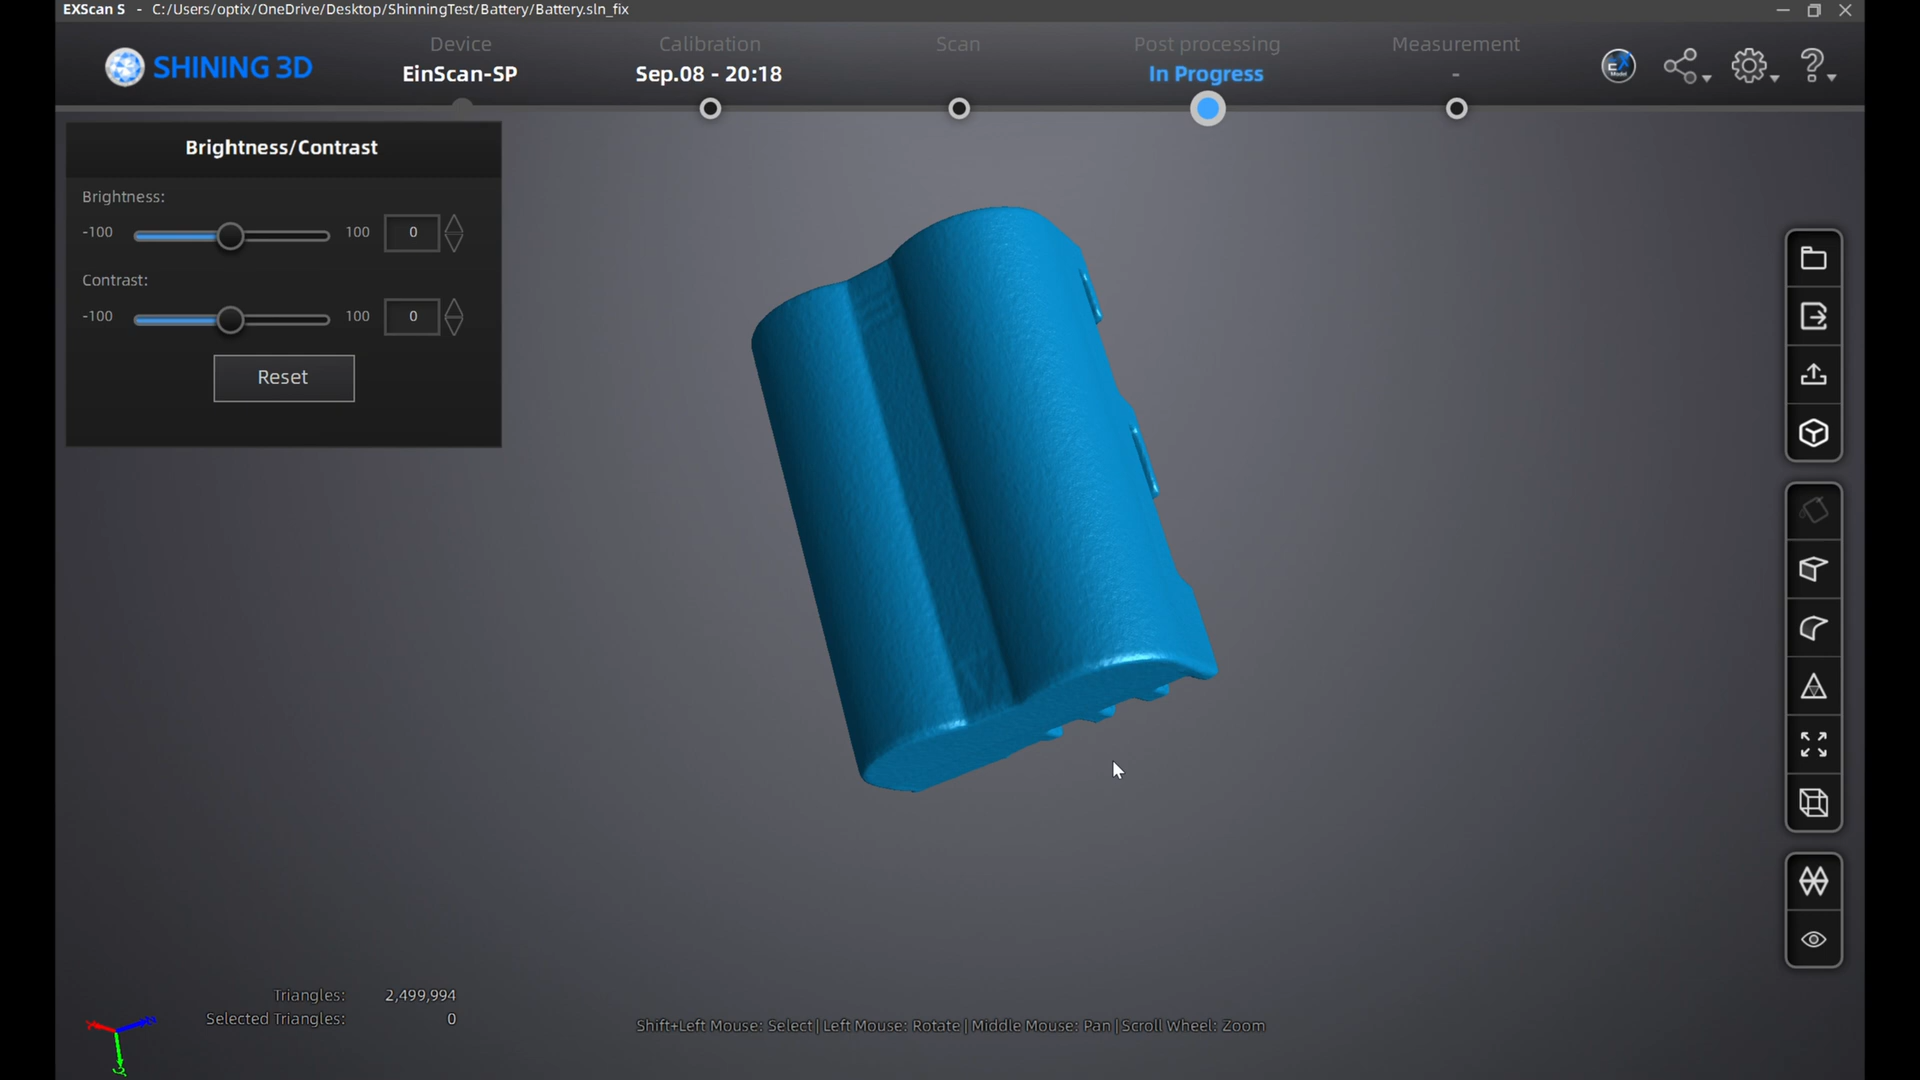 EXScan S - C:/Users/optix/OneDrive/Desktop/ShinningTest/Battery/Battery.sln_fix
SHINING 3D
Device
EinScan-SP
Calibration
Sep.08 - 20:18
Scan
Post processing
In Progress
Measurement
-
Brightness/Contrast
Brightness:
-100 100 0
Contrast:
-100 100 0
Reset
Triangles: 2,499,994
Selected Triangles: 0
Shift+Left Mouse: Select|Left Mouse: Rotate|Middle Mouse: Pan|Scroll Wheel: Zoom